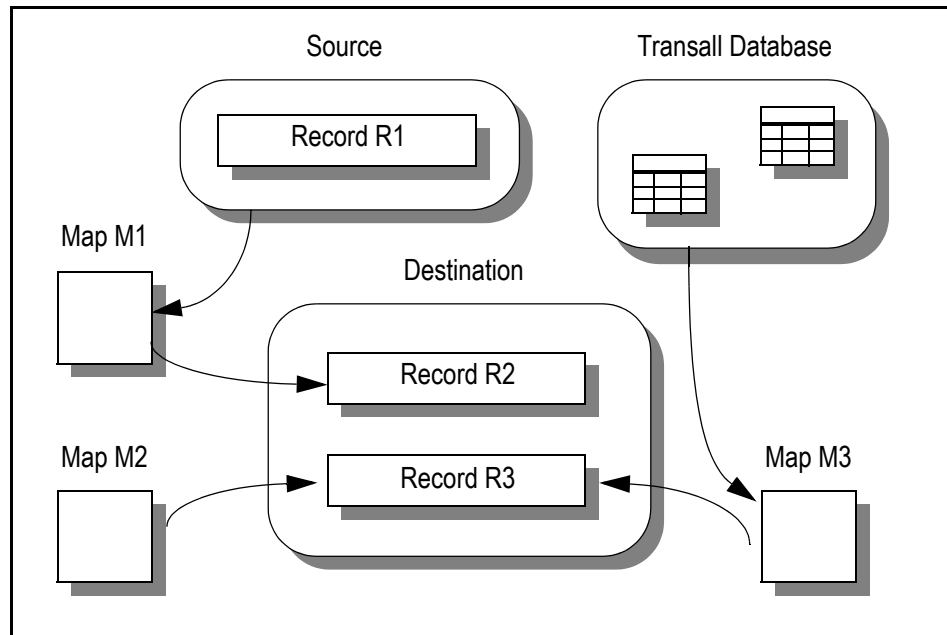 Source
Transall Database
Record R1
Map M1
Destination
Record R2
Map M2
Record R3
Map M3